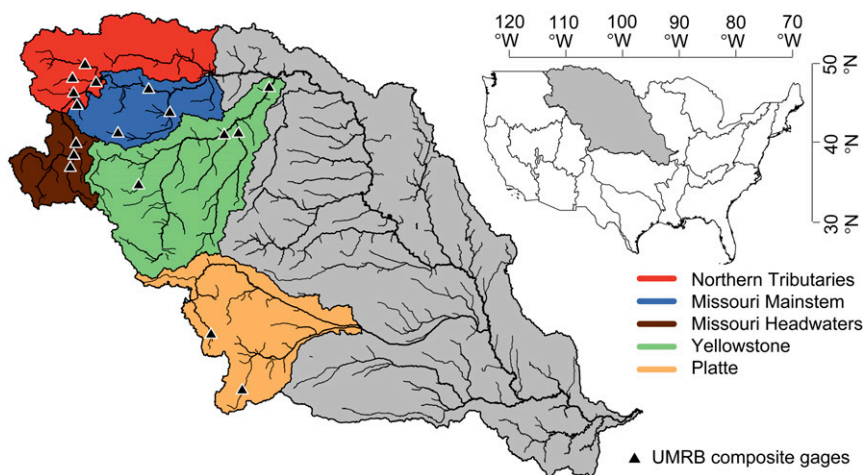 120 110 100 90 80 70
°W °W °W °W °W °W
50
°N
40
°N
30
°N
Northern Tributaries
Missouri Mainstem
Missouri Headwaters
Yellowstone
Platte
UMRB composite gages